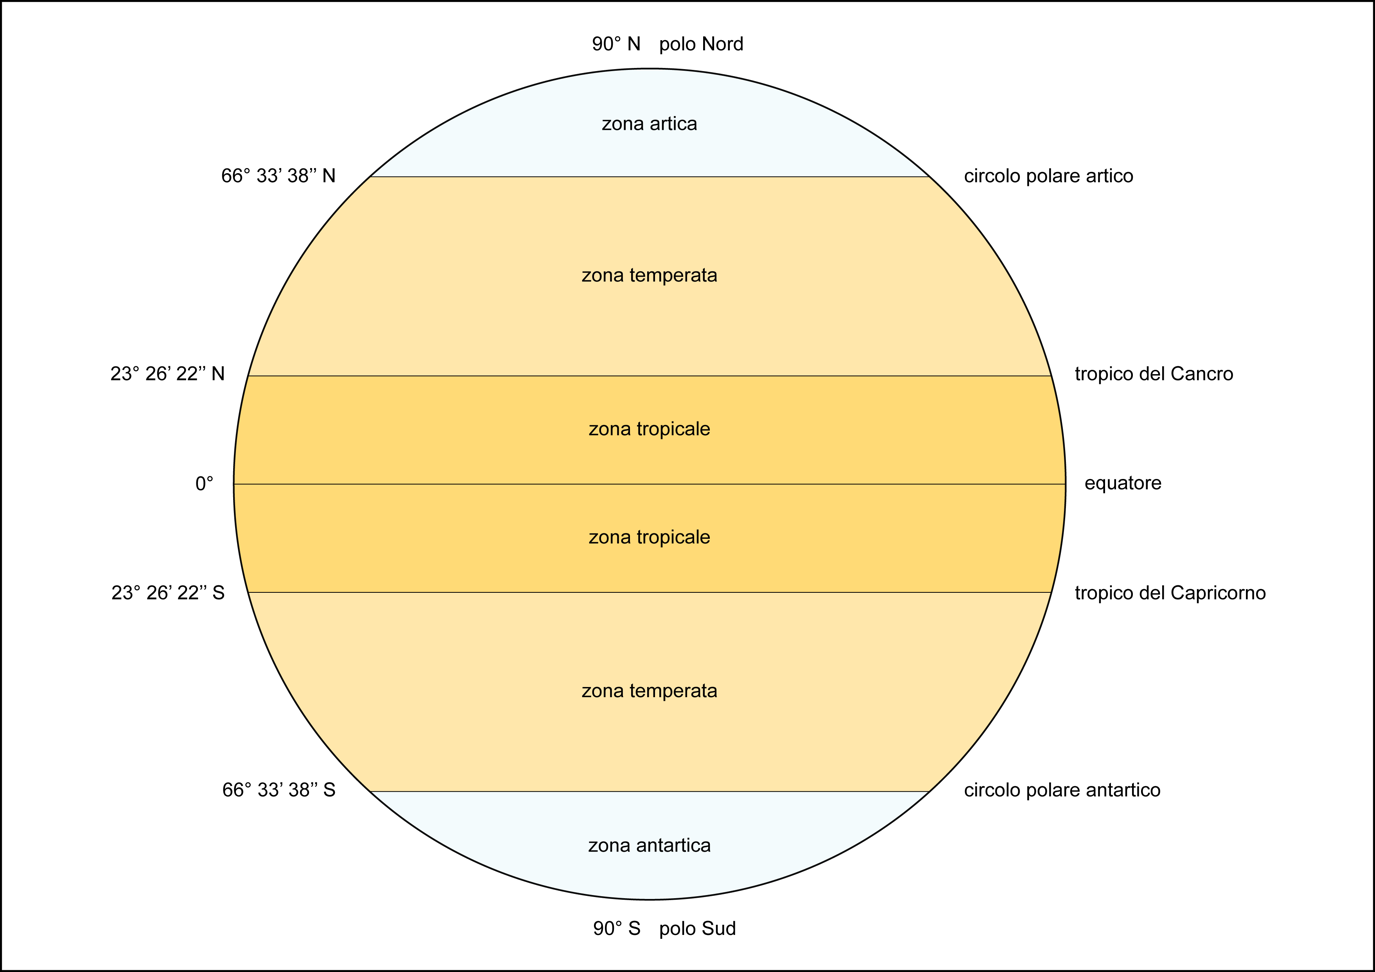 90° N polo Nord
zona artica
66° 33’ 38’’ N circolo polare artico
zona temperata
23° 26’ 22’’ N tropico del Cancro
zona tropicale
0° equatore
zona tropicale
23° 26’ 22’’ S tropico del Capricorno
zona temperata
66° 33’ 38’’ S circolo polare antartico
zona antartica
90° S polo Sud